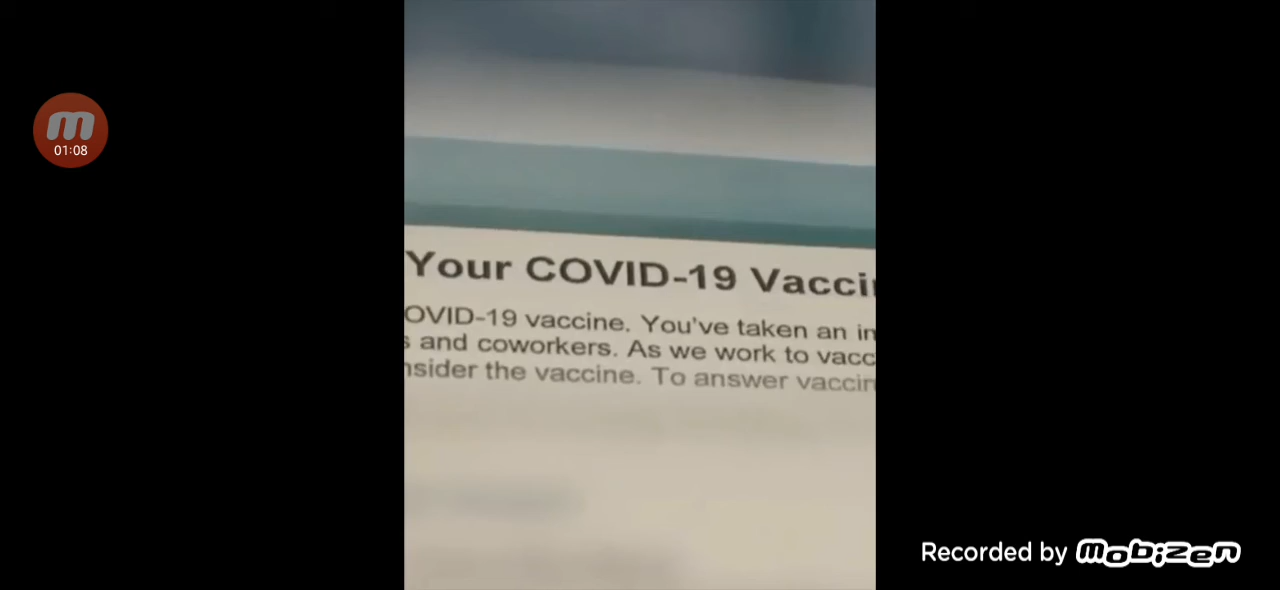 m
01:08
Your COVID-19 Vacci
OVID-19 vaccine. You've taken an in
s and coworkers. As we work to vacc
nsider the vaccine. To answer vaccin
Recorded by mobizen